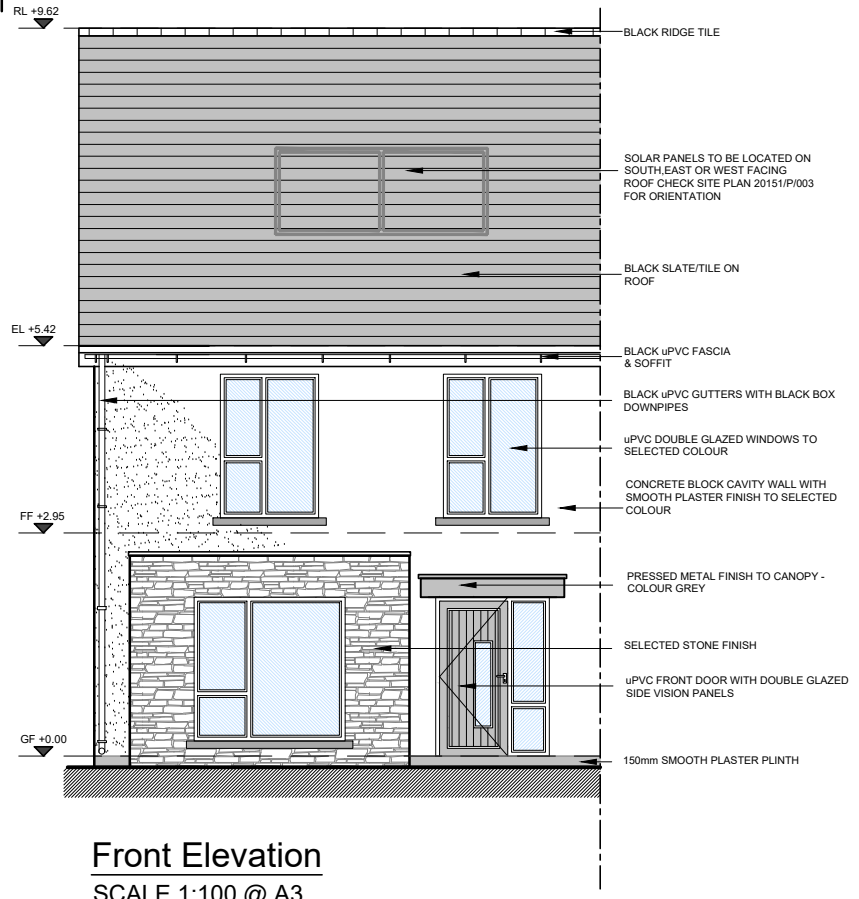 RL +9.62
BLACK RIDGE TILE
SOLAR PANELS TO BE LOCATED ON
SOUTH,EAST OR WEST FACING
ROOF CHECK SITE PLAN 20151/P/003
FOR ORIENTATION
BLACK SLATE/TILE ON
ROOF
EL +5.42
BLACK uPVC FASCIA
& SOFFIT
BLACK uPVC GUTTERS WITH BLACK BOX
DOWNPIPES
uPVC DOUBLE GLAZED WINDOWS TO
SELECTED COLOUR
CONCRETE BLOCK CAVITY WALL WITH
SMOOTH PLASTER FINISH TO SELECTED
COLOUR
FF +2.95
PRESSED METAL FINISH TO CANOPY -
COLOUR GREY
SELECTED STONE FINISH
uPVC FRONT DOOR WITH DOUBLE GLAZED
SIDE VISION PANELS
GF +0.00
150mm SMOOTH PLASTER PLINTH
Front Elevation
SCALE 1:100 @ A3